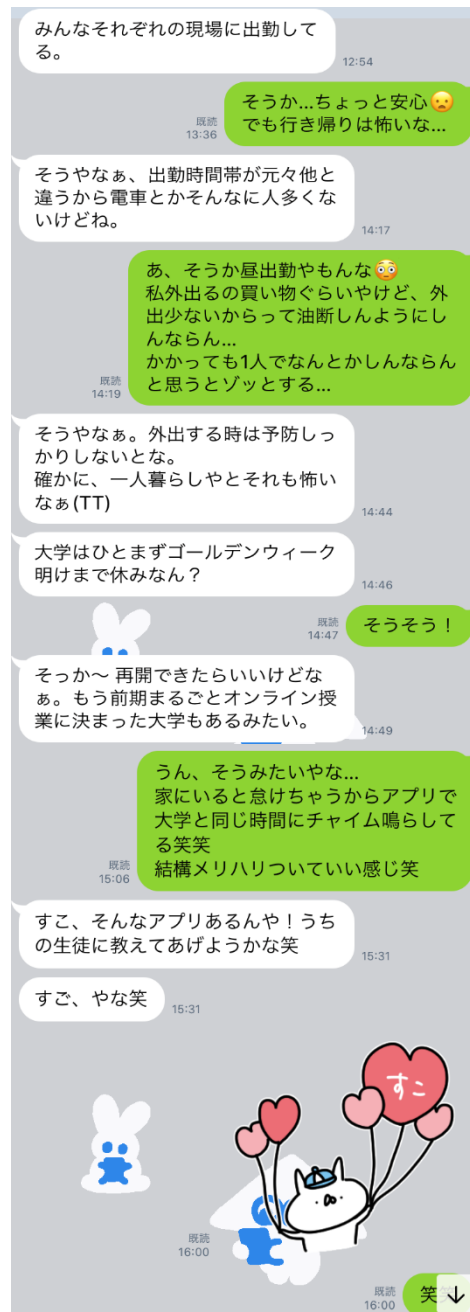 みんなそれぞれの現場に出勤して
る。
12:54
そうか...ちょっと安心😦
でも行き帰りは怖いな...
既読
13:36
そうやなぁ、出勤時間帯が元々他と
違うから電車とかそんなに人多くな
いけどね。
14:17
あ、そうか昼出勤やもんな😳
私外出るの買い物ぐらいやけど、外
出少ないからって油断しんようにし
んならん...
かかっても1人でなんとかしんならん
と思うとゾッとする...
既読
14:19
そうやなぁ。外出する時は予防しっ
かりしないとな。
確かに、一人暮らしやとそれも怖い
なぁ(TT)
14:44
大学はひとまずゴールデンウィーク
明けまで休みなん？
14:46
そうそう！
既読
14:47
そっか〜 再開できたらいいけどな
ぁ。もう前期まるごとオンライン授
業に決まった大学もあるみたい。
14:49
うん、そうみたいやな...
家にいると怠けちゃうからアプリで
大学と同じ時間にチャイム鳴らして
る笑笑
結構メリハリついていい感じ笑
既読
15:06
すこ、そんなアプリあるんや！うち
の生徒に教えてあげようかな笑
15:31
すご、やな笑
15:31
すこ
既読
16:00
笑
既読
16:00